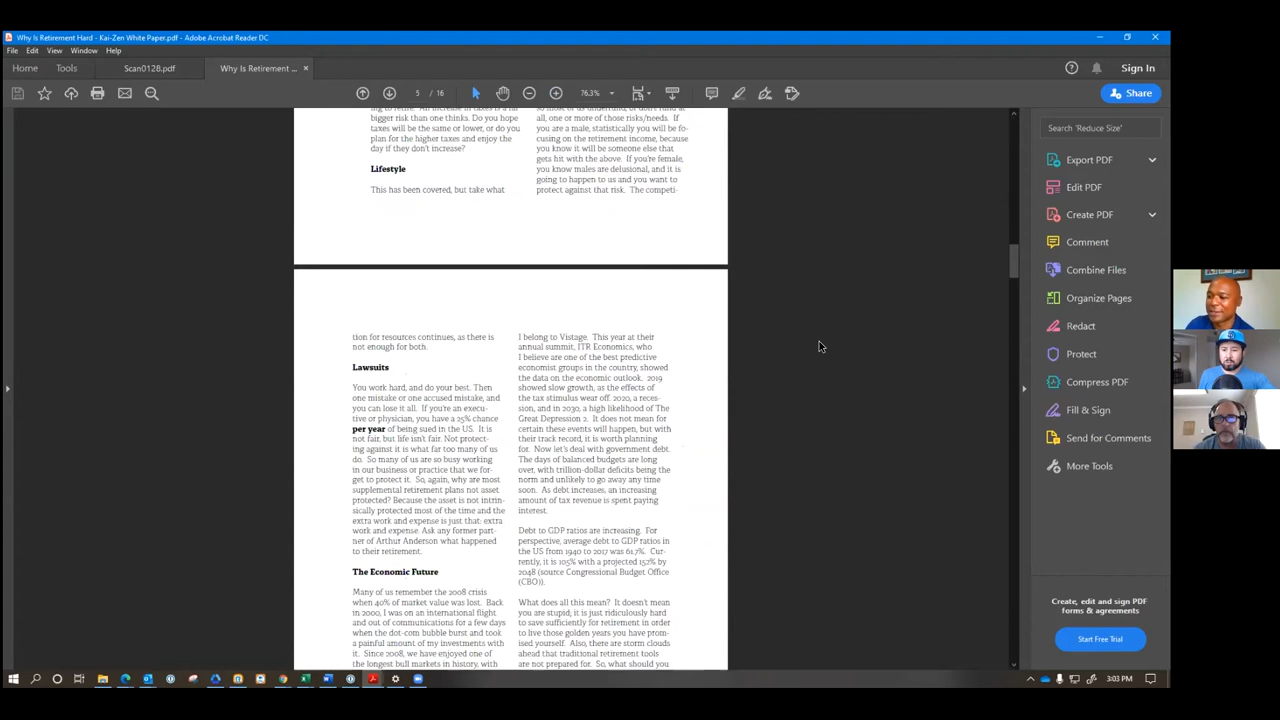 Why Is Retirement Hard - Kai-Zen White Paper.pdf - Adobe Acrobat Reader DC
File Edit View Window Help
Home Tools Scan0128.pdf Why Is Retirement ... × Sign In
5 / 16 76.3% Share
ing to retire. An increase in taxes is a far
bigger risk than one thinks. Do you hope
taxes will be the same or lower, or do you
plan for the higher taxes and enjoy the
day if they don't increase?
Lifestyle
This has been covered, but take what
so most of us underfund, or don't fund at
all, one or more of those risks/needs. If
you are a male, statistically you will be fo-
cusing on the retirement income, because
you know it will be someone else that
gets hit with the above. If you're female,
you know males are delusional, and it is
going to happen to us and you want to
protect against that risk. The competi-
tion for resources continues, as there is
not enough for both.
Lawsuits
You work hard, and do your best. Then
one mistake or one accused mistake, and
you can lose it all. If you're an execu-
tive or physician, you have a 25% chance
per year of being sued in the US. It is
not fair, but life isn't fair. Not protect-
ing against it is what far too many of us
do. So many of us are so busy working
in our business or practice that we for-
get to protect it. So, again, why are most
supplemental retirement plans not asset
protected? Because the asset is not intrin-
sically protected most of the time and the
extra work and expense is just that: extra
work and expense. Ask any former part-
ner of Arthur Anderson what happened
to their retirement.
The Economic Future
Many of us remember the 2008 crisis
when 40% of market value was lost. Back
in 2000, I was on an international flight
and out of communications for a few days
when the dot-com bubble burst and took
a painful amount of my investments with
it. Since 2008, we have enjoyed one of
the longest bull markets in history, with
I belong to Vistage. This year at their
annual summit, ITR Economics, who
I believe are one of the best predictive
economist groups in the country, showed
the data on the economic outlook. 2019
showed slow growth, as the effects of
the tax stimulus wear off. 2020, a reces-
sion, and in 2030, a high likelihood of The
Great Depression 2. It does not mean for
certain these events will happen, but with
their track record, it is worth planning
for. Now let's deal with government debt.
The days of balanced budgets are long
over, with trillion-dollar deficits being the
norm and unlikely to go away any time
soon. As debt increases, an increasing
amount of tax revenue is spent paying
interest.
Debt to GDP ratios are increasing. For
perspective, average debt to GDP ratios in
the US from 1940 to 2017 was 61.7%. Cur-
rently, it is 105% with a projected 152% by
2048 (source Congressional Budget Office
(CBO)).
What does all this mean? It doesn't mean
you are stupid; it is just ridiculously hard
to save sufficiently for retirement in order
to live those golden years you have prom-
ised yourself. Also, there are storm clouds
ahead that traditional retirement tools
are not prepared for. So, what should you
Search 'Reduce Size'
Export PDF
Edit PDF
Create PDF
Comment
Combine Files
Organize Pages
Redact
Protect
Compress PDF
Fill & Sign
Send for Comments
More Tools
Create, edit and sign PDF
forms & agreements
Start Free Trial
3:03 PM